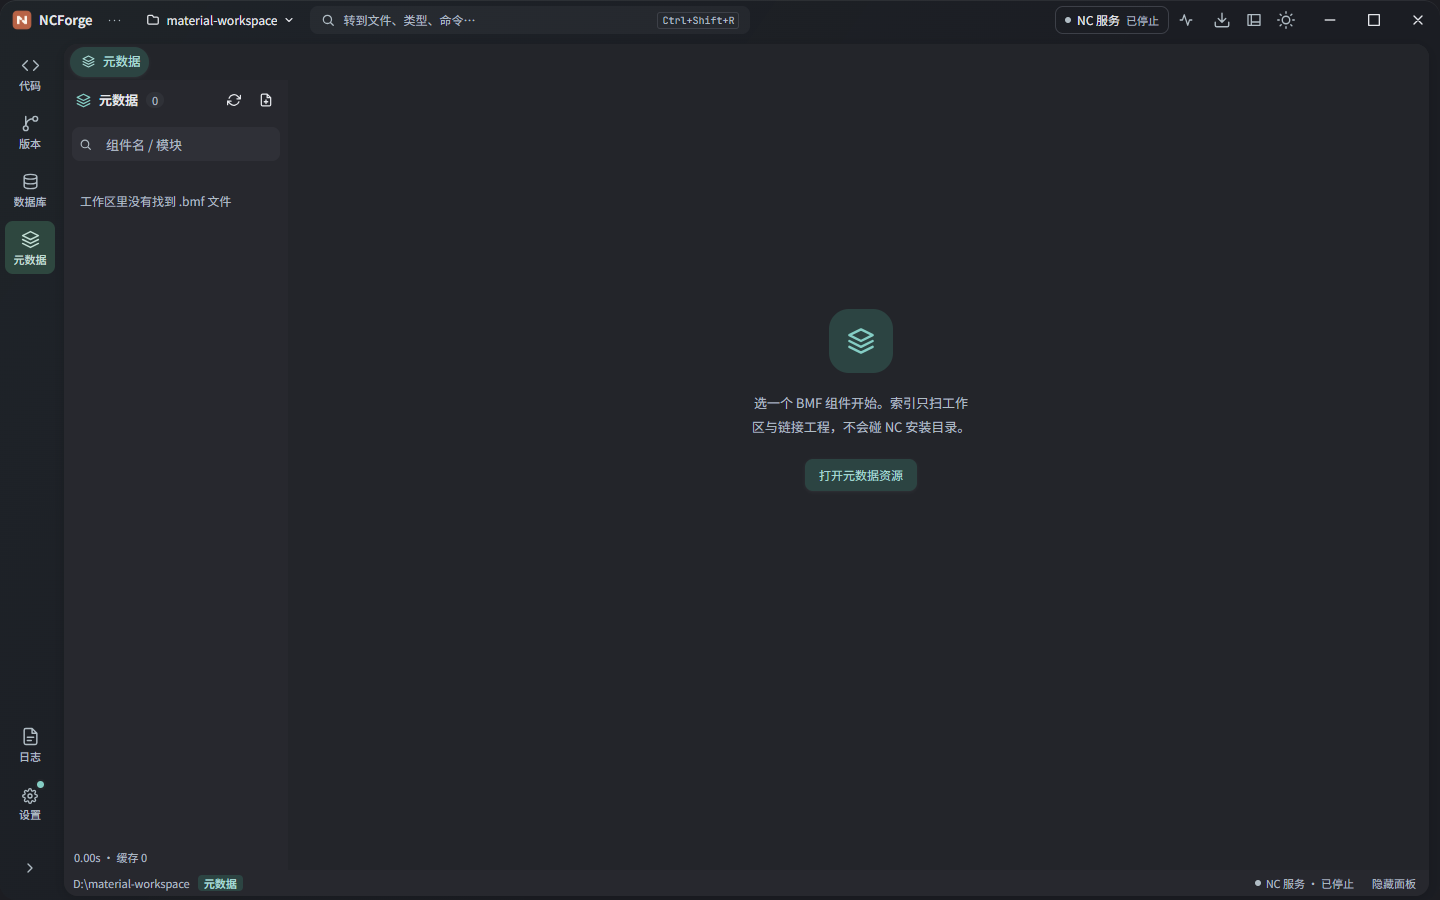 NCForge ··· material-workspace 转到文件、类型、命令··· Ctrl+Shift+R NC 服务 已停止
代码
版本
数据库
元数据
日志
设置
元数据
元数据 0
组件名 / 模块
工作区里没有找到 .bmf 文件
选一个 BMF 组件开始。索引只扫工作
区与链接工程，不会碰 NC 安装目录。
打开元数据资源
0.00s · 缓存 0
D:\material-workspace 元数据 NC 服务 · 已停止 隐藏面板